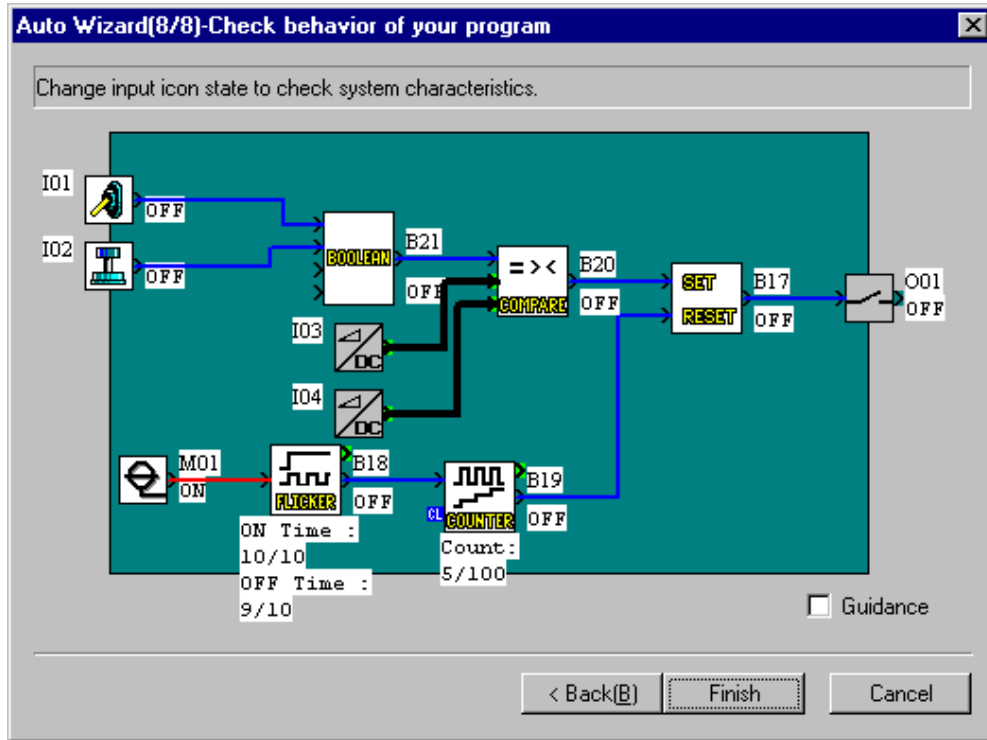 Auto Wizard(8/8)-Check behavior of your program
Change input icon state to check system characteristics.
I01
OFF
I02
OFF
BOOLEAN
B21
OFF
=><
COMPARE
B20
OFF
SET
RESET
B17
OFF
O01
OFF
I03
DC
I04
DC
M01
ON
FLICKER
B18
OFF
ON Time :
10/10
OFF Time :
9/10
CL
COUNTER
B19
OFF
Count:
5/100
Guidance
< Back(B)
Finish
Cancel